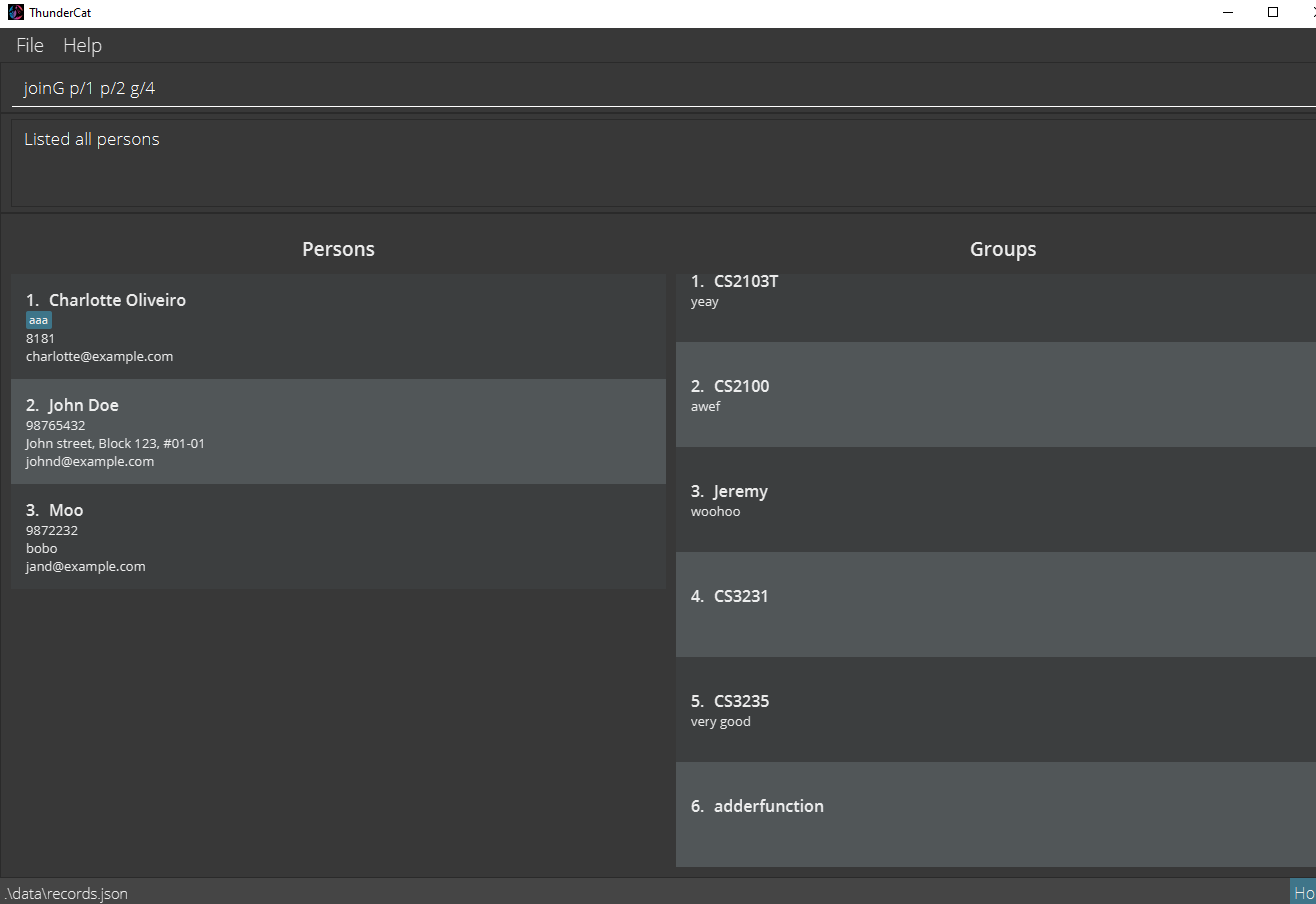 ThunderCat
File Help
joinG p/1 p/2 g/4
Listed all persons
Persons
1. Charlotte Oliveiro
aaa
8181
charlotte@example.com
2. John Doe
98765432
John street, Block 123, #01-01
johnd@example.com
3. Moo
9872232
bobo
jand@example.com
Groups
1. CS2103T
yeay
2. CS2100
awef
3. Jeremy
woohoo
4. CS3231
5. CS3235
very good
6. adderfunction
.\data\records.json
Ho